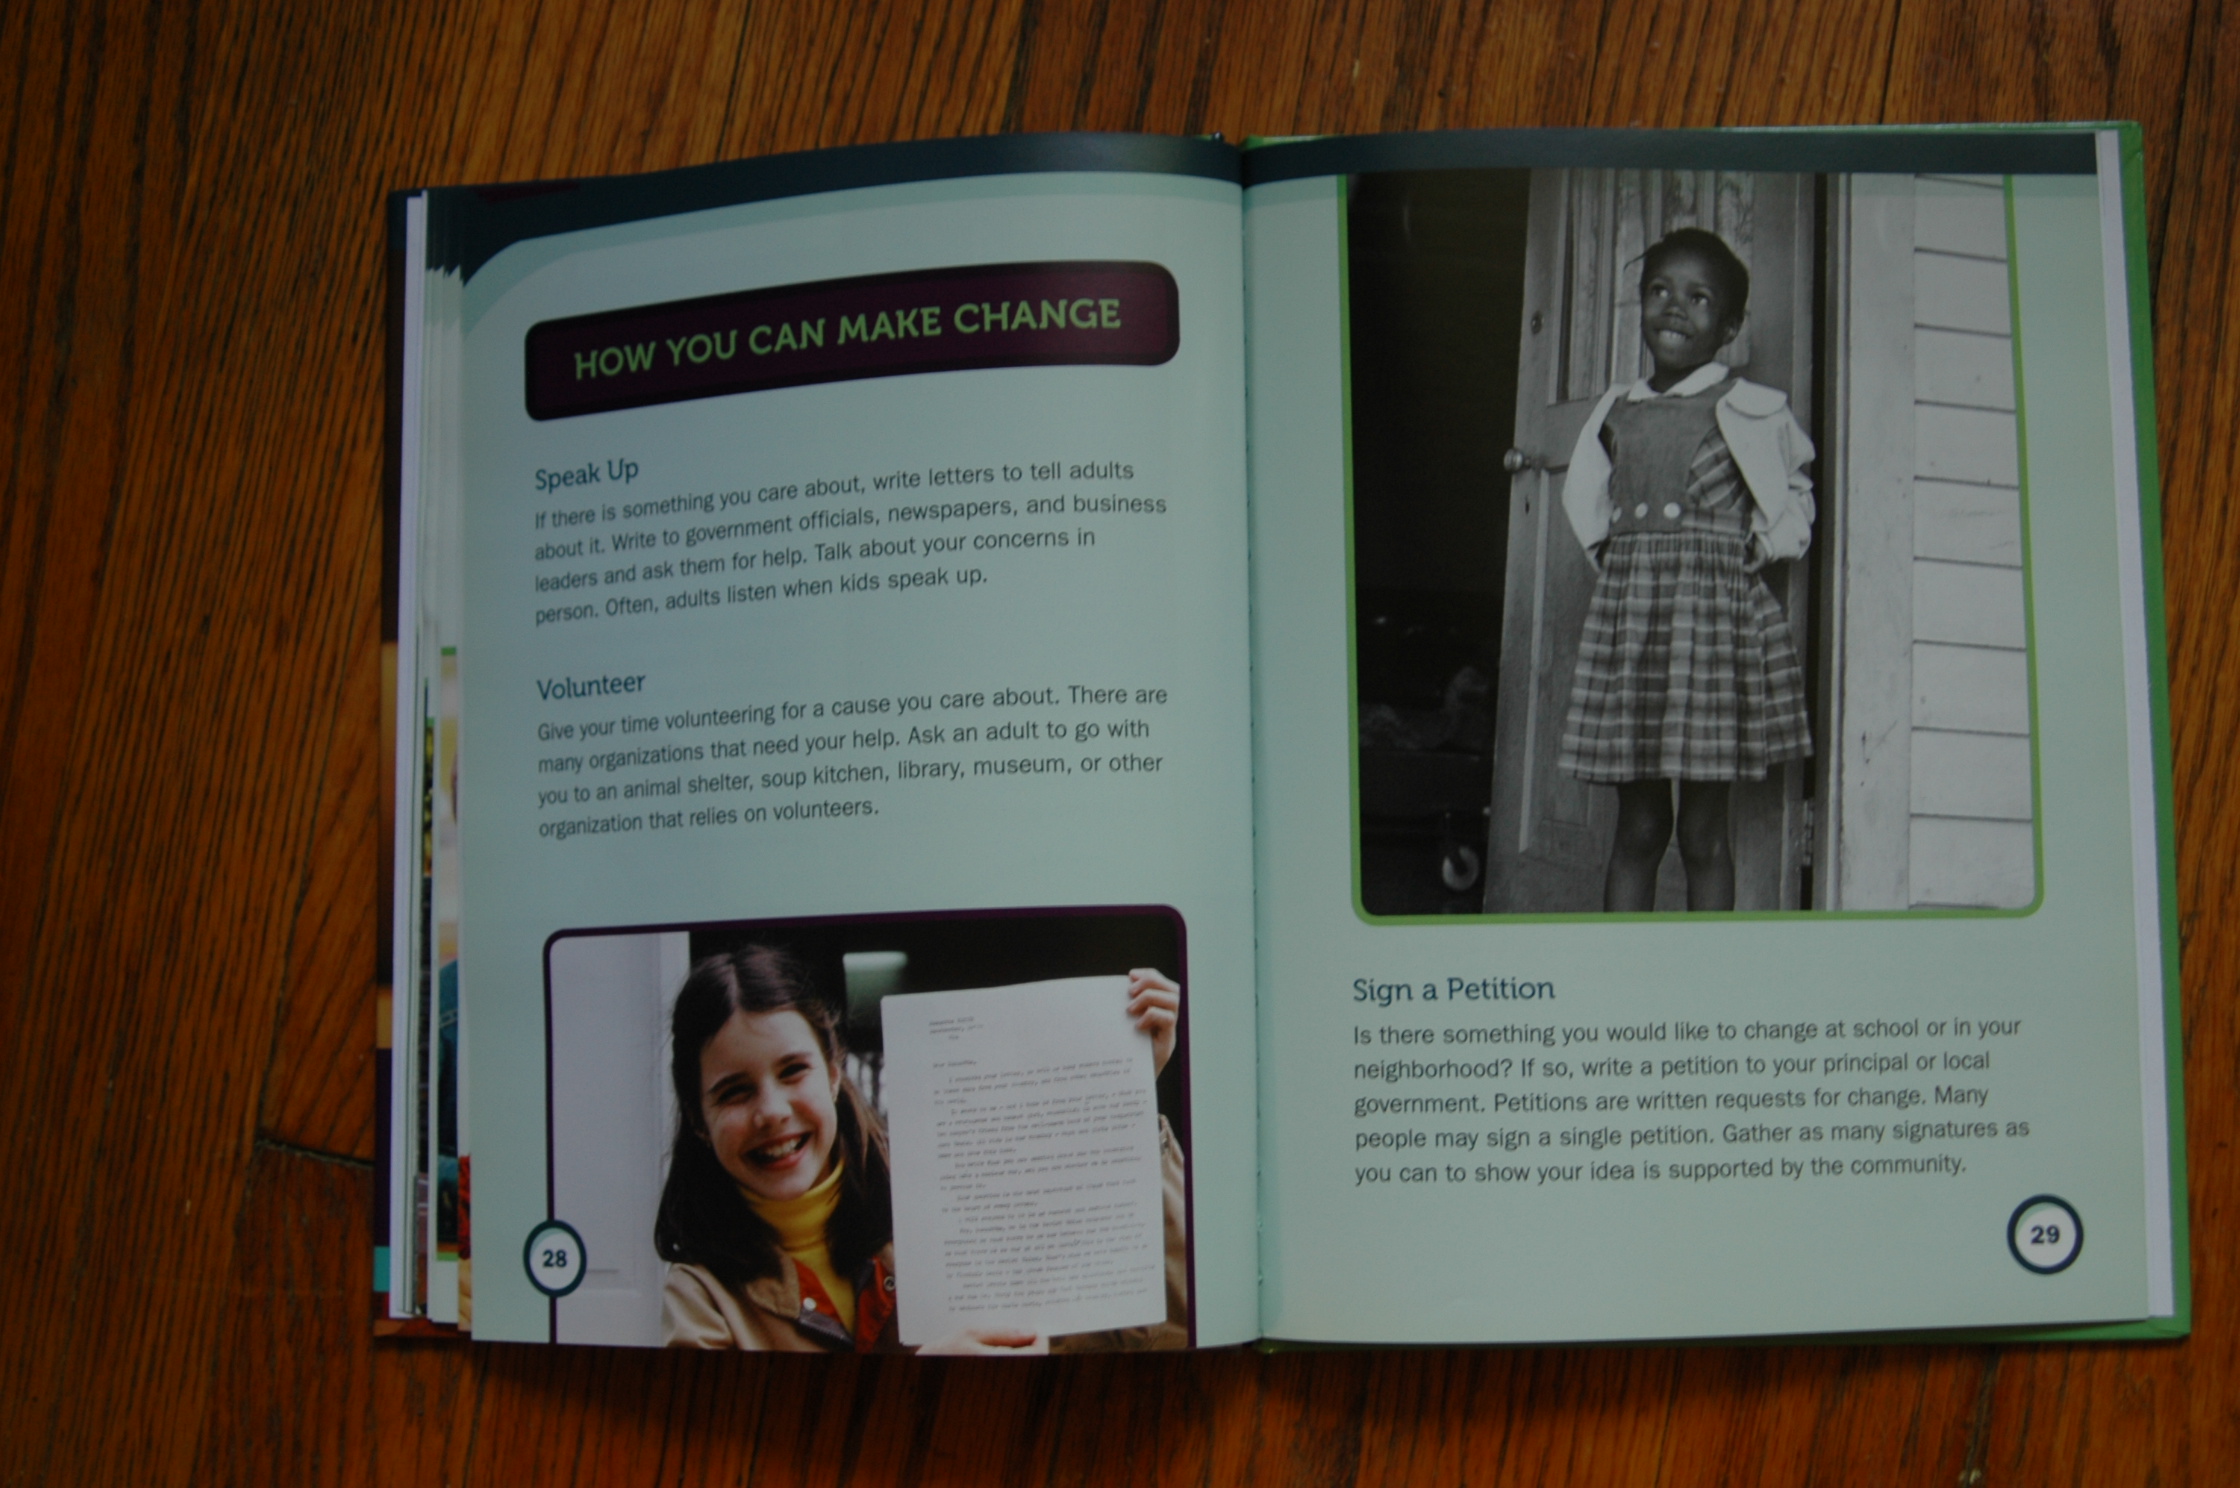 HOW YOU CAN MAKE CHANGE
Speak Up
If there is something you care about, write letters to tell adults
about it. Write to government officials, newspapers, and business
leaders and ask them for help. Talk about your concerns in
person. Often, adults listen when kids speak up.
Volunteer
Give your time volunteering for a cause you care about. There are
many organizations that need your help. Ask an adult to go with
you to an animal shelter, soup kitchen, library, museum, or other
organization that relies on volunteers.
28
Sign a Petition
Is there something you would like to change at school or in your
neighborhood? If so, write a petition to your principal or local
government. Petitions are written requests for change. Many
people may sign a single petition. Gather as many signatures as
you can to show your idea is supported by the community.
29